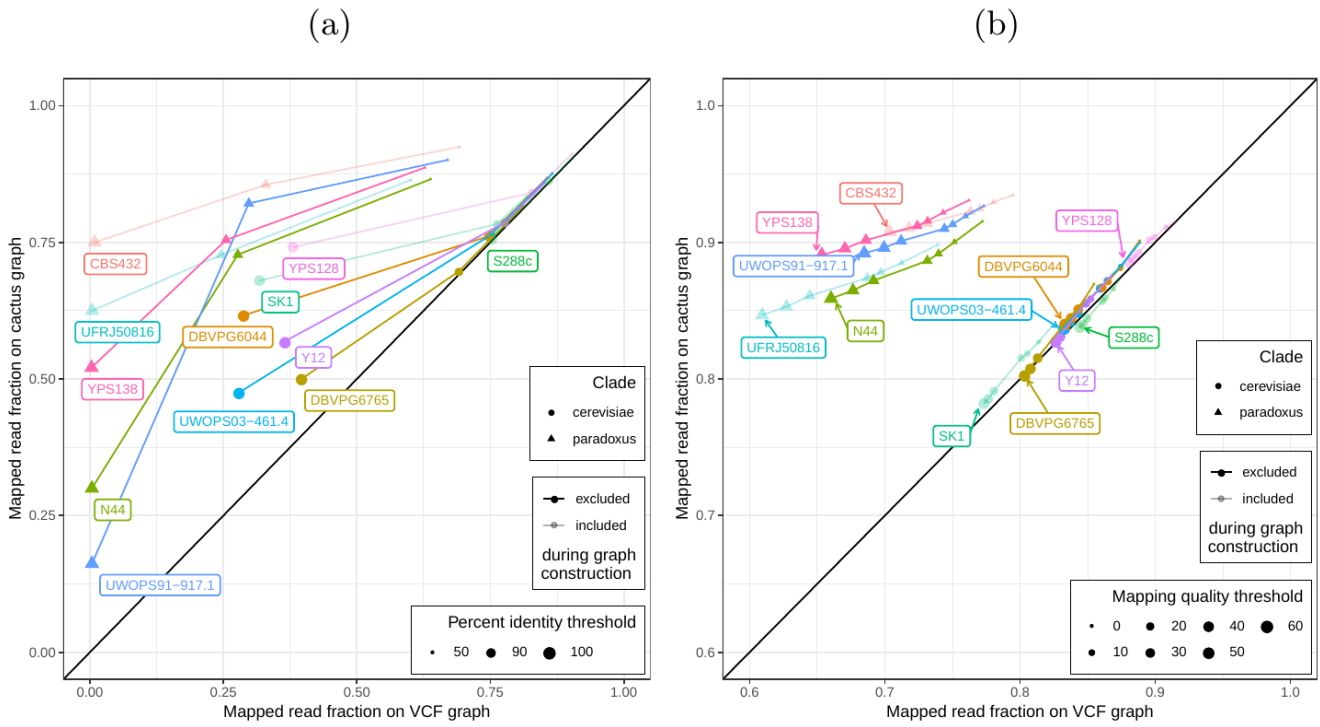 (a)
Mapped read fraction on cactus graph
1.00
0.75
0.50
0.25
0.00
CBS432
UFRJ50816
YPS138
N44
UWOPS91−917.1
YPS128
SK1
DBVPG6044
Y12
UWOPS03−461.4
DBVPG6765
S288c
Clade
cerevisiae
paradoxus
excluded
included
during graph
construction
Percent identity threshold
50 90 100
0.00 0.25 0.50 0.75 1.00
Mapped read fraction on VCF graph
(b)
Mapped read fraction on cactus graph
1.0
0.9
0.8
0.7
0.6
CBS432
YPS138
YPS128
UWOPS91−917.1
DBVPG6044
UWOPS03−461.4
N44
UFRJ50816
S288c
Y12
DBVPG6765
SK1
Clade
cerevisiae
paradoxus
excluded
included
during graph
construction
Mapping quality threshold
0 20 40 60
10 30 50
0.6 0.7 0.8 0.9 1.0
Mapped read fraction on VCF graph